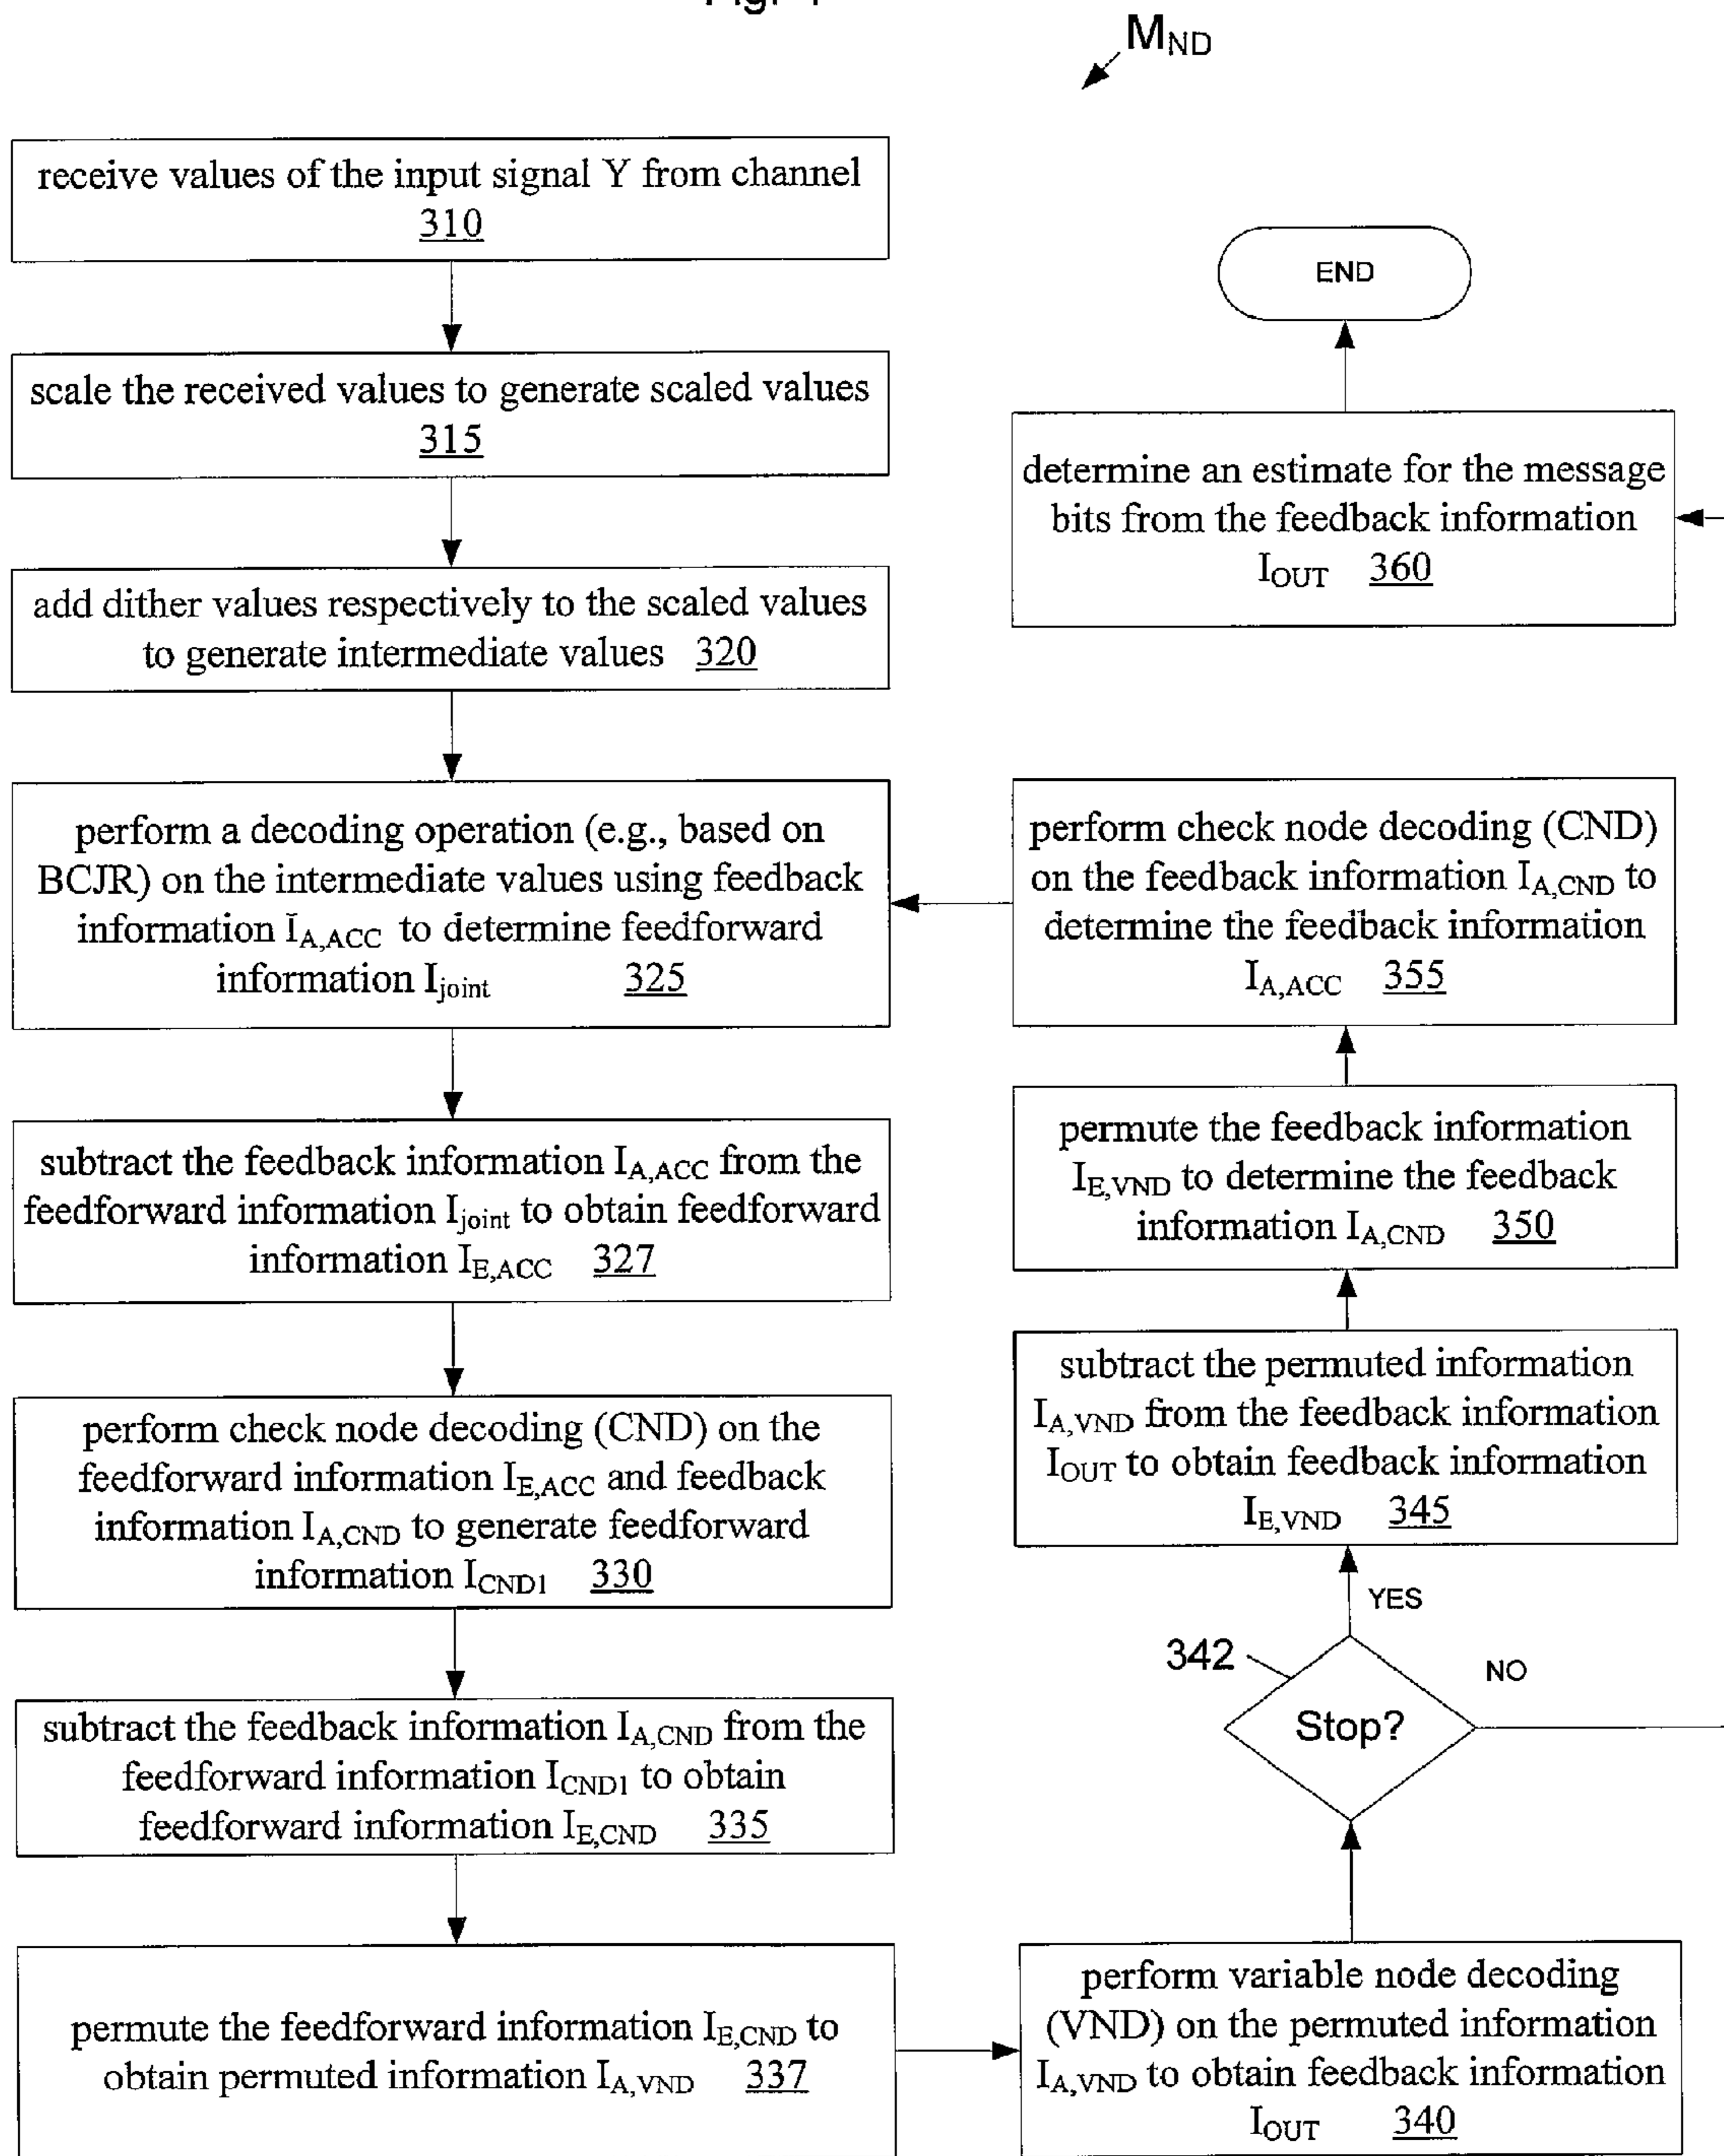 M_ND
receive values of the input signal Y from channel
310
scale the received values to generate scaled values
315
add dither values respectively to the scaled values
to generate intermediate values 320
perform a decoding operation (e.g., based on
BCJR) on the intermediate values using feedback
information I_A,ACC to determine feedforward
information I_joint 325
subtract the feedback information I_A,ACC from the
feedforward information I_joint to obtain feedforward
information I_E,ACC 327
perform check node decoding (CND) on the
feedforward information I_E,ACC and feedback
information I_A,CND to generate feedforward
information I_CND1 330
subtract the feedback information I_A,CND from the
feedforward information I_CND1 to obtain
feedforward information I_E,CND 335
permute the feedforward information I_E,CND to
obtain permuted information I_A,VND 337
perform variable node decoding
(VND) on the permuted information
I_A,VND to obtain feedback information
I_OUT 340
342
Stop?
YES
NO
subtract the permuted information
I_A,VND from the feedback information
I_OUT to obtain feedback information
I_E,VND 345
permute the feedback information
I_E,VND to determine the feedback
information I_A,CND 350
perform check node decoding (CND)
on the feedback information I_A,CND to
determine the feedback information
I_A,ACC 355
determine an estimate for the message
bits from the feedback information
I_OUT 360
END